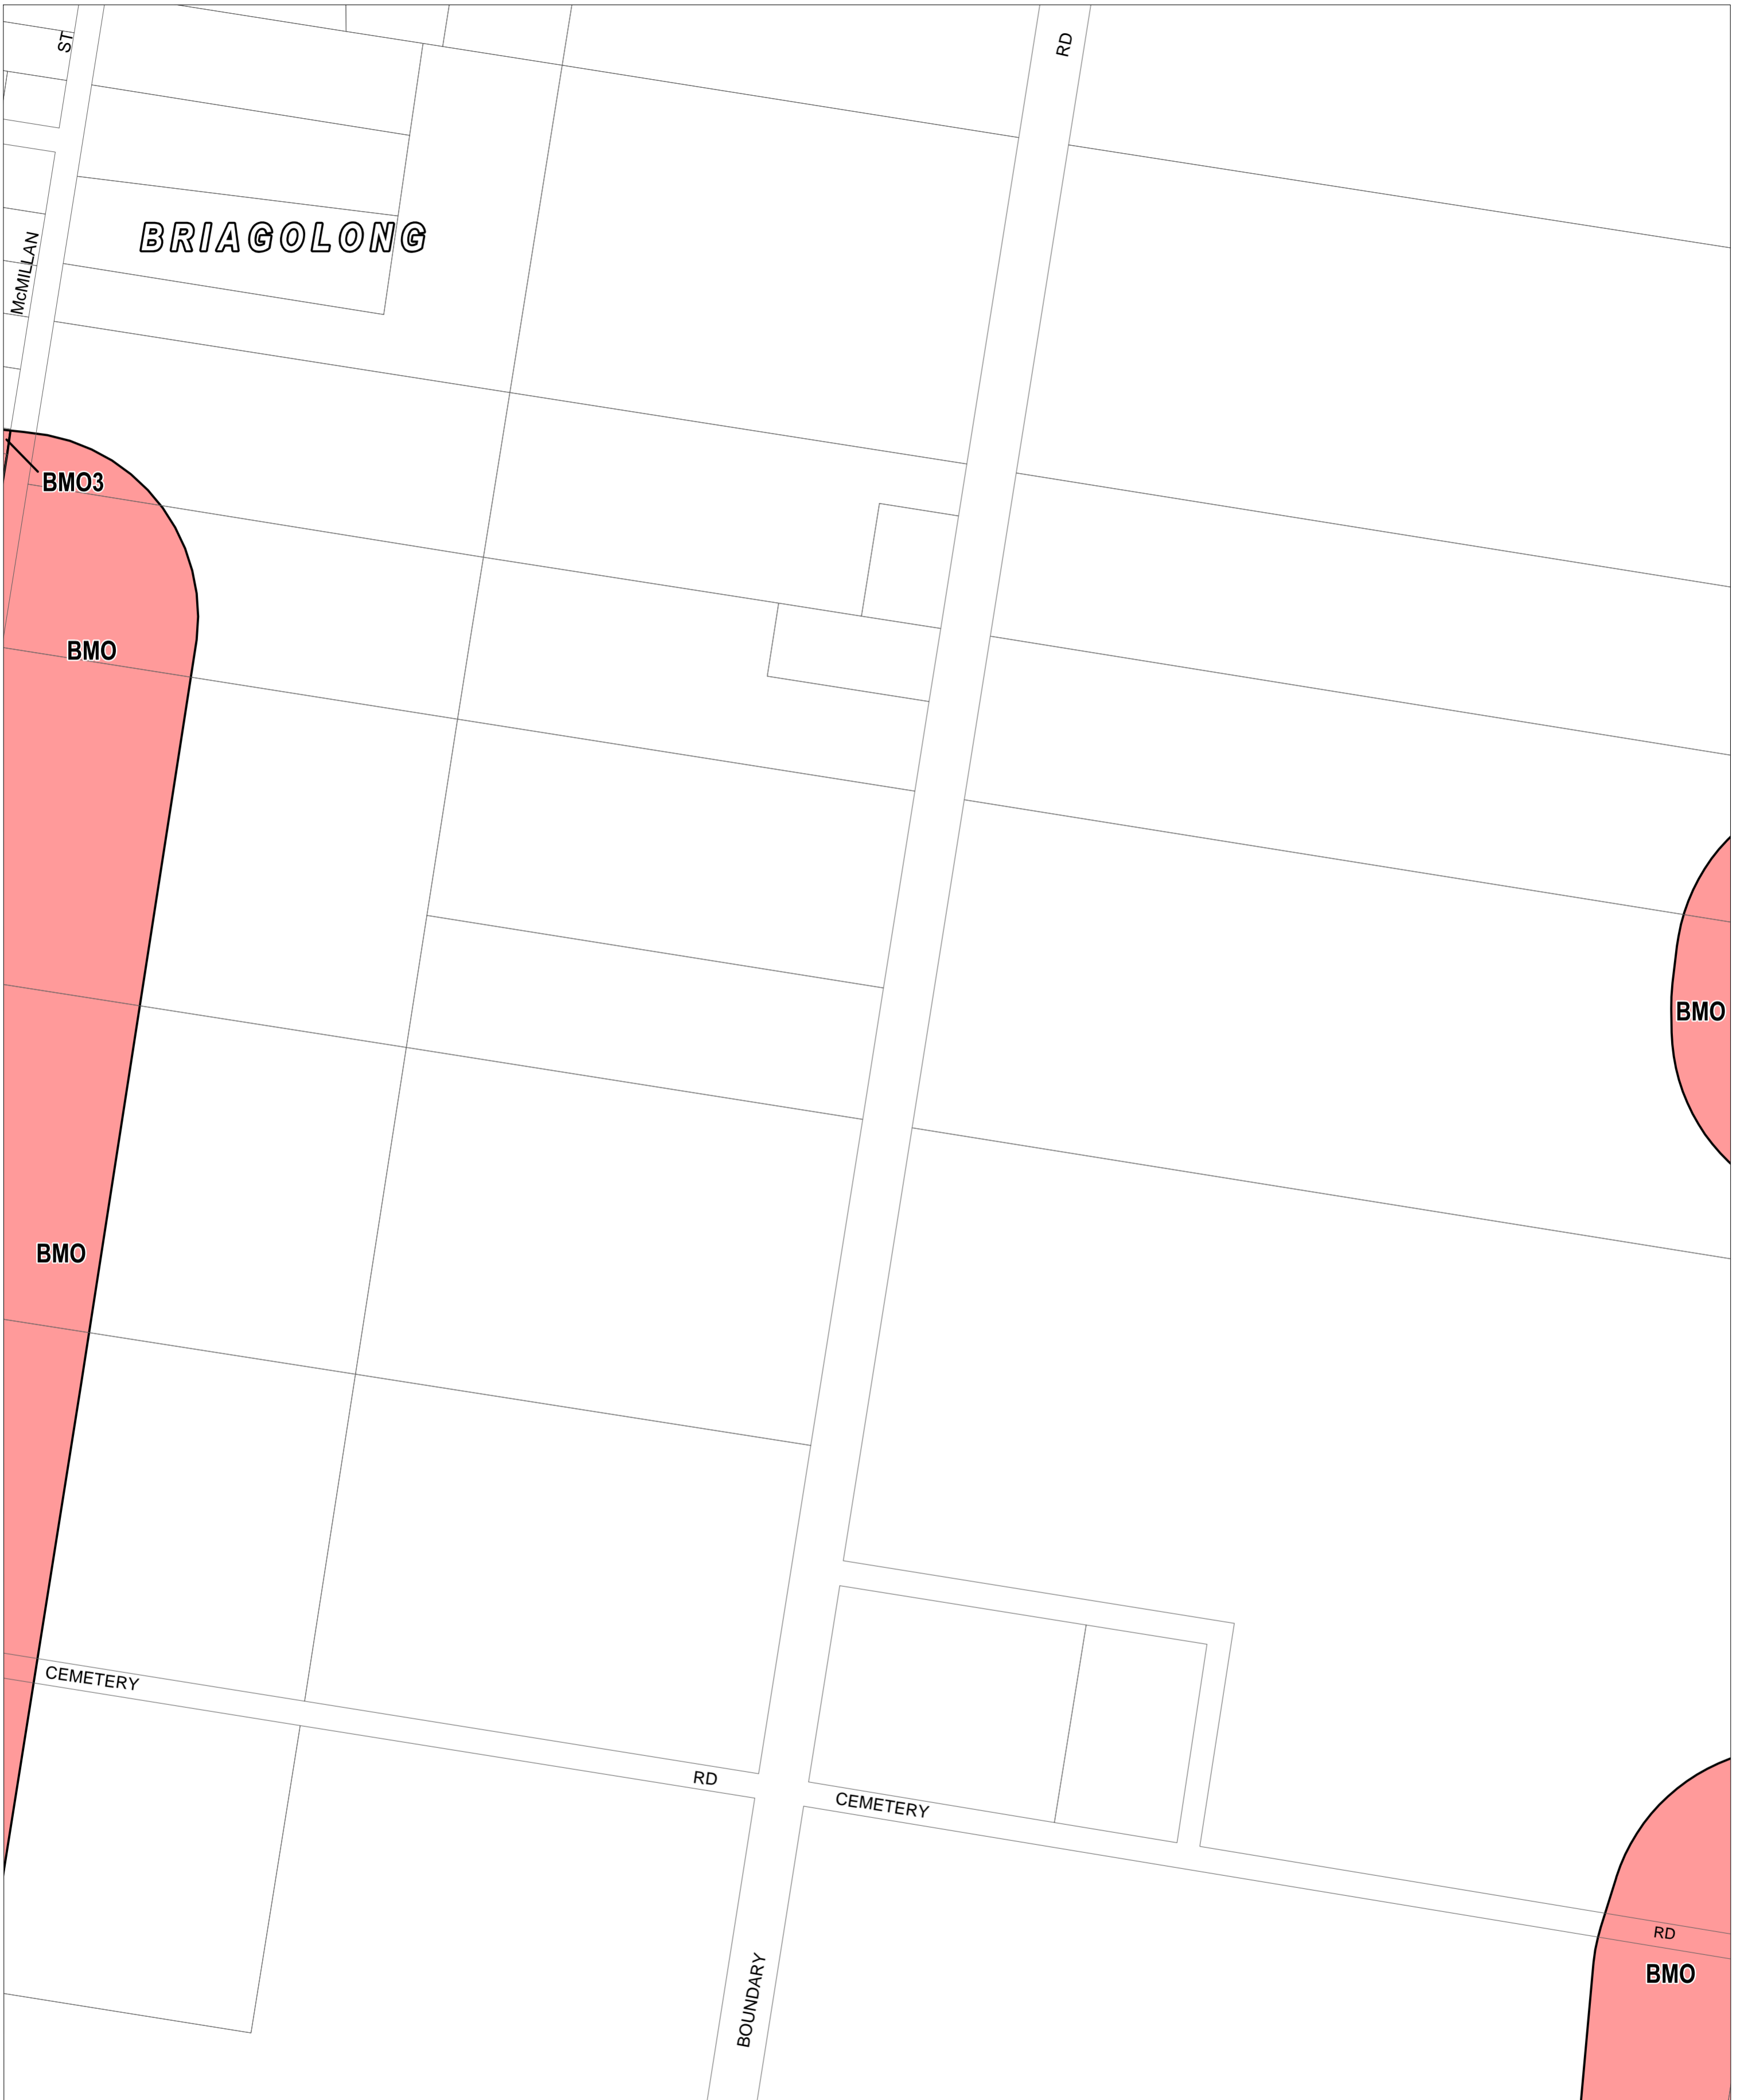 ST
RD
BRIAGOLONG
McMILLAN
BMO3
BMO
BMO
BMO
CEMETERY
RD
CEMETERY
RD
BMO
BOUNDARY